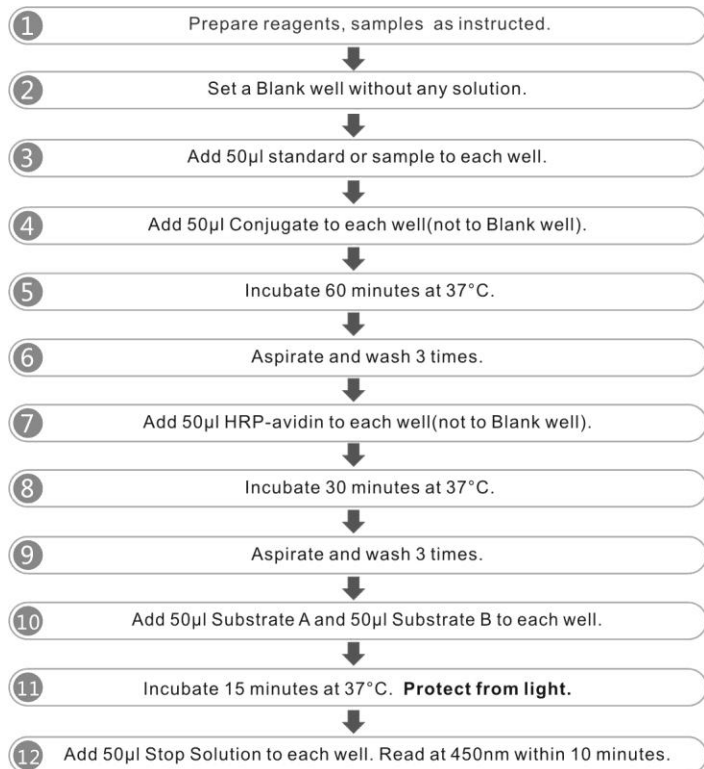 1 Prepare reagents, samples as instructed.
2 Set a Blank well without any solution.
3 Add 50μl standard or sample to each well.
4 Add 50μl Conjugate to each well(not to Blank well).
5 Incubate 60 minutes at 37°C.
6 Aspirate and wash 3 times.
7 Add 50μl HRP-avidin to each well(not to Blank well).
8 Incubate 30 minutes at 37°C.
9 Aspirate and wash 3 times.
10 Add 50μl Substrate A and 50μl Substrate B to each well.
11 Incubate 15 minutes at 37°C. Protect from light.
12 Add 50μl Stop Solution to each well. Read at 450nm within 10 minutes.